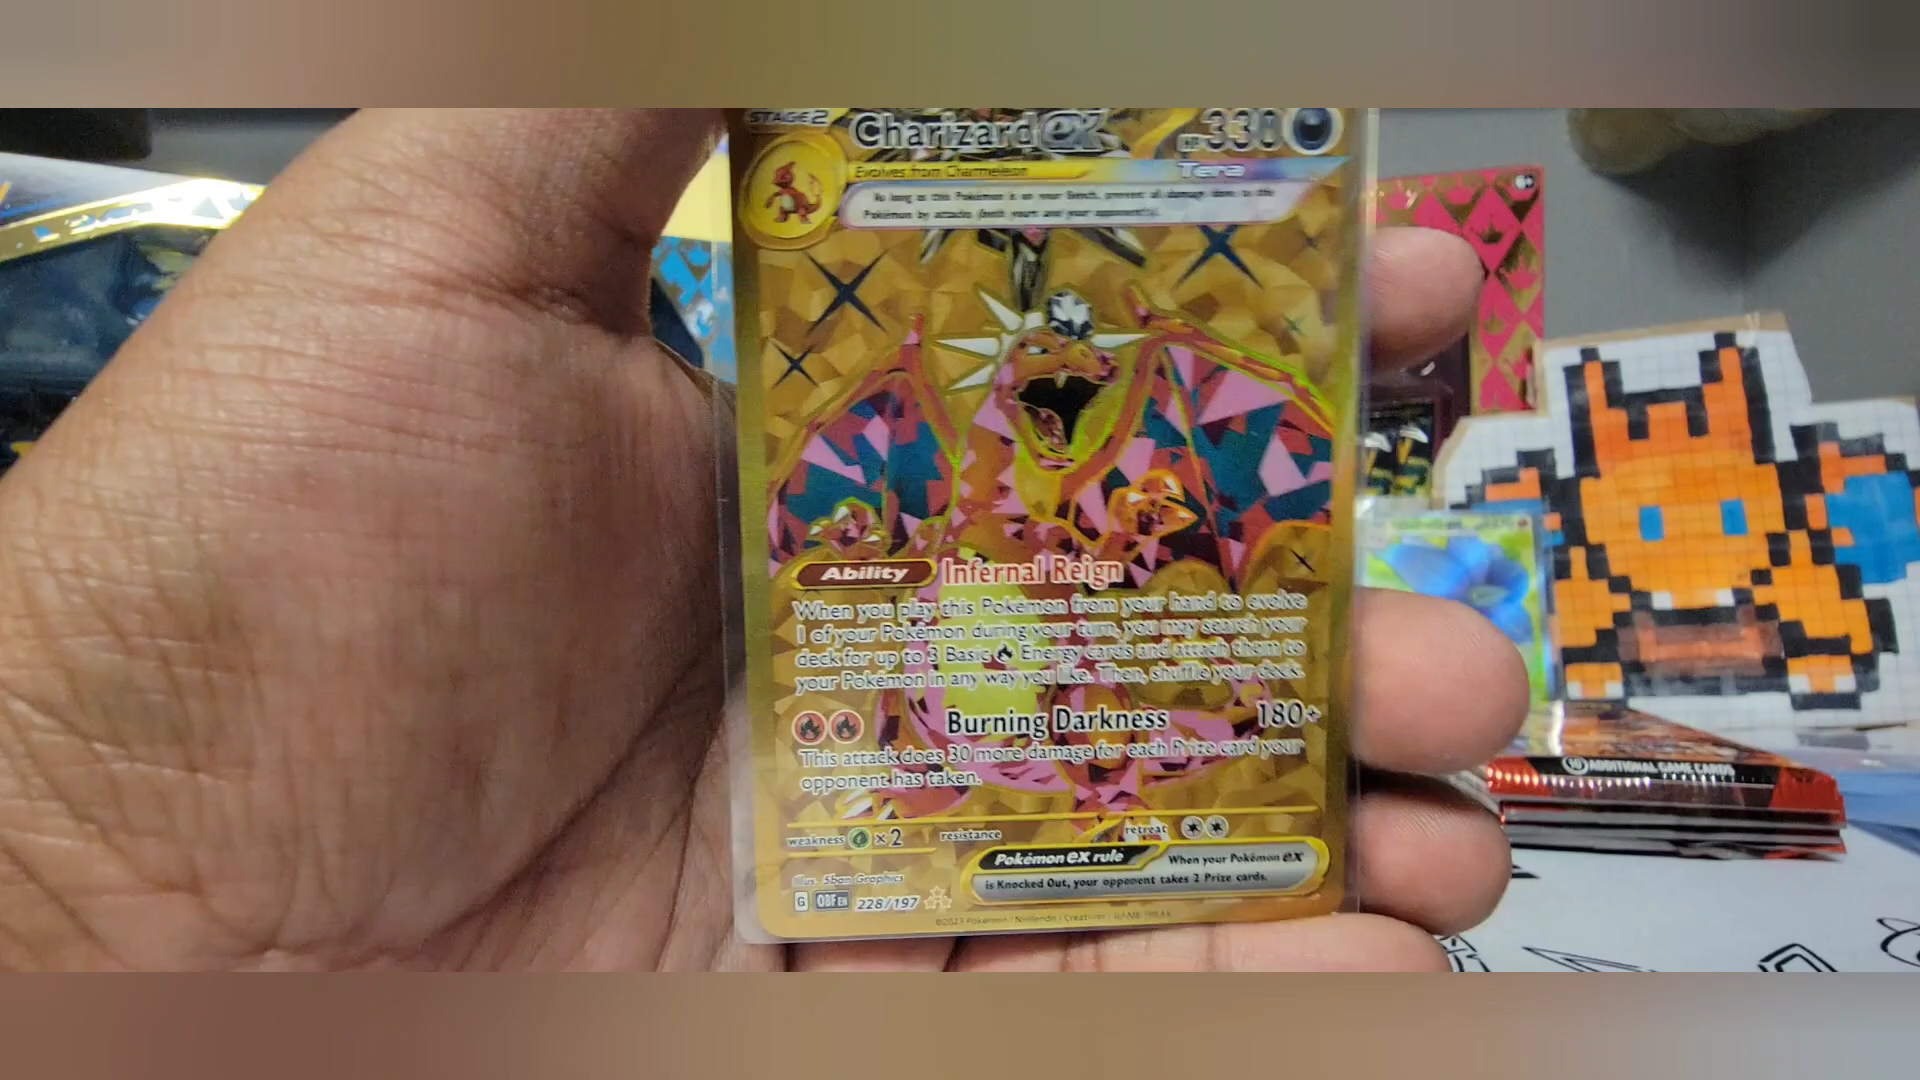 STAGE 2
Charizard ex HP 330
Evolves from Charmeleon
Tera
As long as this Pokémon is on your Bench, prevent all damage done to this
Pokémon by attacks (both yours and your opponent's).
Ability Infernal Reign
When you play this Pokémon from your hand to evolve
1 of your Pokémon during your turn, you may search your
deck for up to 3 Basic Energy cards and attach them to
your Pokémon in any way you like. Then, shuffle your deck.
Burning Darkness 180+
This attack does 30 more damage for each Prize card your
opponent has taken.
weakness ×2 resistance retreat
Pokémon ex rule When your Pokémon ex
is Knocked Out, your opponent takes 2 Prize cards.
Illus. 5ban Graphics
G OBF EN 228/197
©2023 Pokémon / Nintendo / Creatures / GAME FREAK
6+
10 ADDITIONAL GAME CARDS